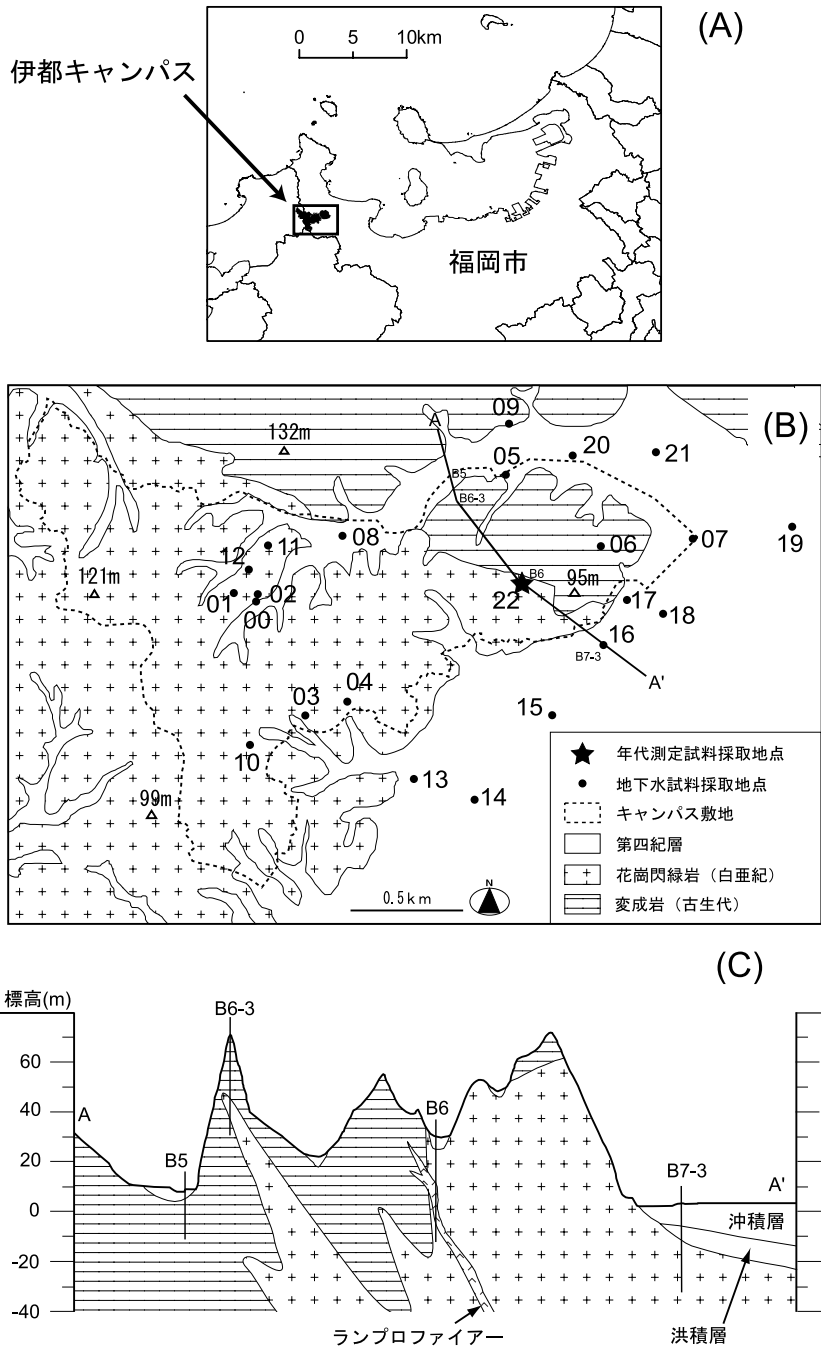 (A)
0 5 10km
伊都キャンパス
福岡市
(B)
132m
A
09
B5
05
20
21
B6-3
08
11
12
121m
01
02
00
06
07
19
B6
95m
22
17
18
16
B7-3
A'
03
04
15
10
13
14
99m
0.5km
N
年代測定試料採取地点
地下水試料採取地点
キャンパス敷地
第四紀層
花崗閃緑岩（白亜紀）
変成岩（古生代）
(C)
標高(m)
60
40
20
0
-20
-40
A
B5
B6-3
B6
B7-3
A'
沖積層
ランプロファイアー
洪積層